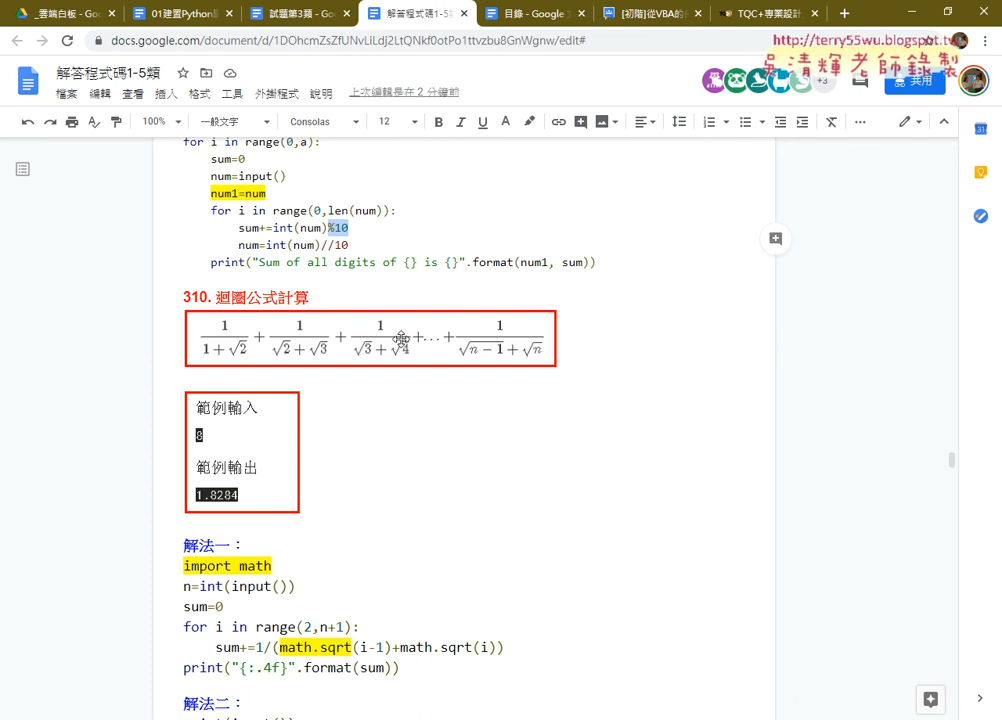 _雲端白板 - Goo
01建置Python
試題第3類 - Goo
解答程式碼1-5
目錄 - Google
[初階]從VBA的
TQC+專業設計
docs.google.com/document/d/1DOhcmZsZfUNvLiLdj2LtQNkf0otPo1ttvzbu8GnWgnw/edit#
http://terry55wu.blogspot.tw
吳清輝老師錄製
解答程式碼1-5類
檔案 編輯 查看 插入 格式 工具 外掛程式 說明 上次編輯是在 2 分鐘前
+3
共用
100% 一般文字 Consolas 12 B I U A
31
for i in range(0,a):
sum=0
num=input()
num1=num
for i in range(0,len(num)):
sum+=int(num)%10
num=int(num)//10
print("Sum of all digits of {} is {}".format(num1, sum))
310. 迴圈公式計算
1/(1+√2) + 1/(√2+√3) + 1/(√3+√4) +…+ 1/(√n−1+√n)
範例輸入
8
範例輸出
1.8284
解法一：
import math
n=int(input())
sum=0
for i in range(2,n+1):
sum+=1/(math.sqrt(i-1)+math.sqrt(i))
print("{:.4f}".format(sum))
解法二：